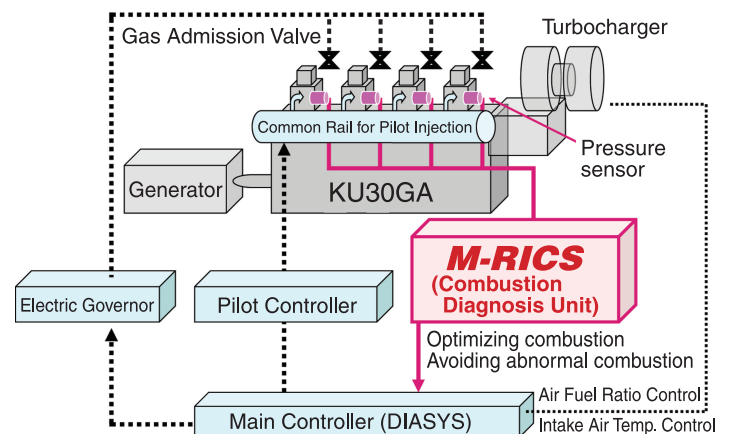 Turbocharger
Gas Admission Valve
Common Rail for Pilot Injection
Pressure
sensor
Generator
KU30GA
M-RICS
(Combustion
Diagnosis Unit)
Electric Governor
Pilot Controller
Optimizing combustion
Avoiding abnormal combustion
Air Fuel Ratio Control
Main Controller (DIASYS)
Intake Air Temp. Control